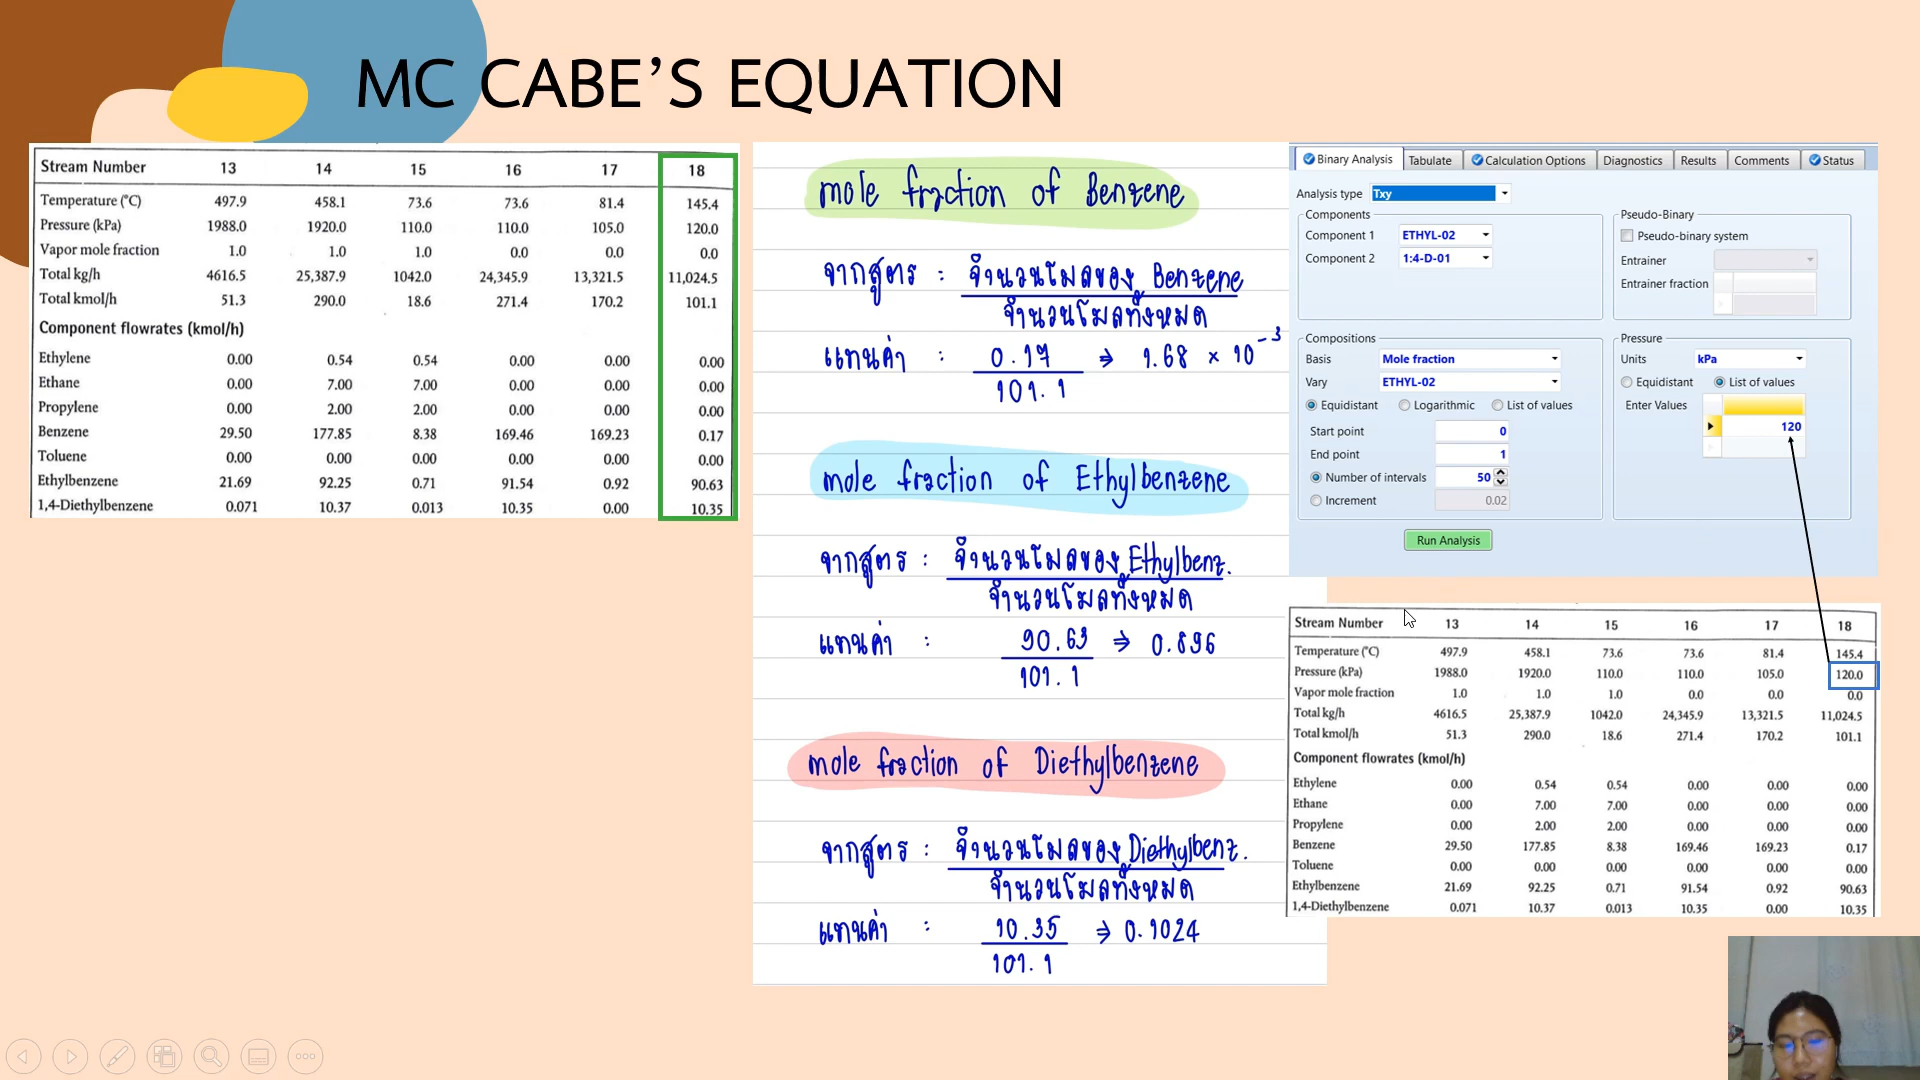 MC CABE'S EQUATION
Stream Number 13 14 15 16 17 18
Temperature (°C) 497.9 458.1 73.6 73.6 81.4 145.4
Pressure (kPa) 1988.0 1920.0 110.0 110.0 105.0 120.0
Vapor mole fraction 1.0 1.0 1.0 0.0 0.0 0.0
Total kg/h 4616.5 25,387.9 1042.0 24,345.9 13,321.5 11,024.5
Total kmol/h 51.3 290.0 18.6 271.4 170.2 101.1
Component flowrates (kmol/h)
Ethylene 0.00 0.54 0.54 0.00 0.00 0.00
Ethane 0.00 7.00 7.00 0.00 0.00 0.00
Propylene 0.00 2.00 2.00 0.00 0.00 0.00
Benzene 29.50 177.85 8.38 169.46 169.23 0.17
Toluene 0.00 0.00 0.00 0.00 0.00 0.00
Ethylbenzene 21.69 92.25 0.71 91.54 0.92 90.63
1,4-Diethylbenzene 0.071 10.37 0.013 10.35 0.00 10.35
mole fraction of Benzene
จากสูตร : จำนวนโมลของ Benzene
จำนวนโมลทั้งหมด
แทนค่า : 0.17 ⇒ 1.68 × 10⁻³
101.1
mole fraction of Ethylbenzene
จากสูตร : จำนวนโมลของ Ethylbenz.
จำนวนโมลทั้งหมด
แทนค่า : 90.63 ⇒ 0.896
101.1
mole fraction of Diethylbenzene
จากสูตร : จำนวนโมลของ Diethylbenz.
จำนวนโมลทั้งหมด
แทนค่า : 10.35 ⇒ 0.1024
101.1
Binary Analysis Tabulate Calculation Options Diagnostics Results Comments Status
Analysis type Txy
Components
Component 1 ETHYL-02
Component 2 1:4-D-01
Pseudo-Binary
Pseudo-binary system
Entrainer
Entrainer fraction
Compositions
Basis Mole fraction
Vary ETHYL-02
Equidistant Logarithmic List of values
Start point 0
End point 1
Number of intervals 50
Increment 0.02
Pressure
Units kPa
Equidistant List of values
Enter Values
120
Run Analysis
Stream Number 13 14 15 16 17 18
Temperature (°C) 497.9 458.1 73.6 73.6 81.4 145.4
Pressure (kPa) 1988.0 1920.0 110.0 110.0 105.0 120.0
Vapor mole fraction 1.0 1.0 1.0 0.0 0.0 0.0
Total kg/h 4616.5 25,387.9 1042.0 24,345.9 13,321.5 11,024.5
Total kmol/h 51.3 290.0 18.6 271.4 170.2 101.1
Component flowrates (kmol/h)
Ethylene 0.00 0.54 0.54 0.00 0.00 0.00
Ethane 0.00 7.00 7.00 0.00 0.00 0.00
Propylene 0.00 2.00 2.00 0.00 0.00 0.00
Benzene 29.50 177.85 8.38 169.46 169.23 0.17
Toluene 0.00 0.00 0.00 0.00 0.00 0.00
Ethylbenzene 21.69 92.25 0.71 91.54 0.92 90.63
1,4-Diethylbenzene 0.071 10.37 0.013 10.35 0.00 10.35